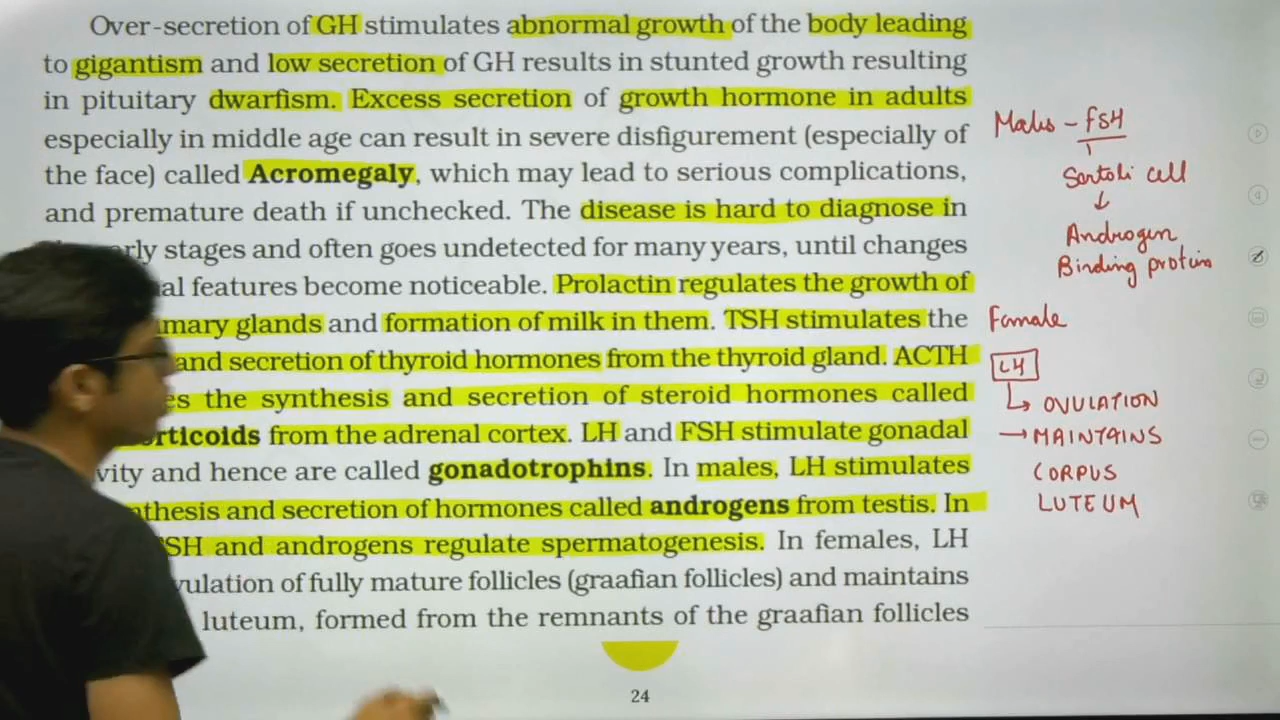 Over-secretion of GH stimulates abnormal growth of the body leading
to gigantism and low secretion of GH results in stunted growth resulting
in pituitary dwarfism. Excess secretion of growth hormone in adults
especially in middle age can result in severe disfigurement (especially of
the face) called Acromegaly, which may lead to serious complications,
and premature death if unchecked. The disease is hard to diagnose in
stages and often goes undetected for many years, until changes
features become noticeable. Prolactin regulates the growth of
glands and formation of milk in them. TSH stimulates the
and secretion of thyroid hormones from the thyroid gland. ACTH
the synthesis and secretion of steroid hormones called
from the adrenal cortex. LH and FSH stimulate gonadal
and hence are called gonadotrophins. In males, LH stimulates
and secretion of hormones called androgens from testis. In
and androgens regulate spermatogenesis. In females, LH
of fully mature follicles (graafian follicles) and maintains
luteum, formed from the remnants of the graafian follicles
24
Males - FSH
Sertoli cell
Androgen
Binding protein
Female
LH
OVULATION
MAINTAINS
CORPUS
LUTEUM